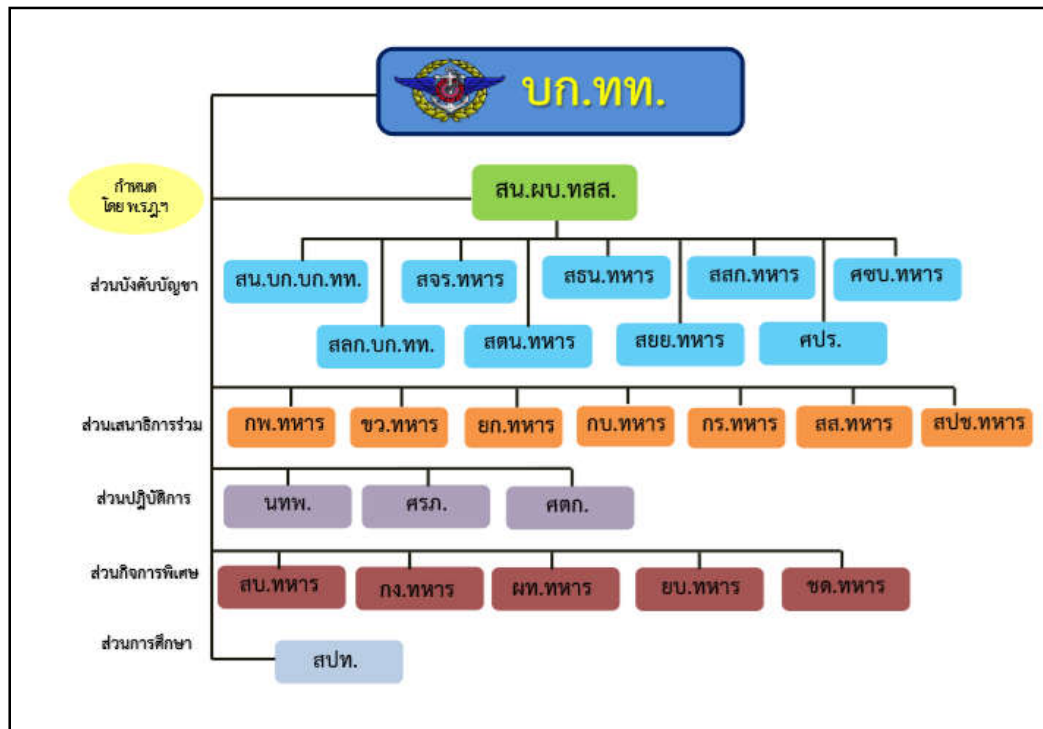 บก.ทท.
กำหนด
โดย พ.ร.ฎ.ฯ
สน.ผบ.ทสส.
ส่วนบังคับบัญชา
สน.บก.บก.ทท.
สจร.ทหาร
สธน.ทหาร
สสก.ทหาร
ศซบ.ทหาร
สลก.บก.ทท.
สตน.ทหาร
สยย.ทหาร
ศปร.
ส่วนเสนาธิการร่วม
กพ.ทหาร
ขว.ทหาร
ยก.ทหาร
กบ.ทหาร
กร.ทหาร
สส.ทหาร
สปช.ทหาร
ส่วนปฏิบัติการ
นทพ.
ศรภ.
ศตก.
ส่วนกิจการพิเศษ
สบ.ทหาร
กง.ทหาร
ผท.ทหาร
ยบ.ทหาร
ชด.ทหาร
ส่วนการศึกษา
สปท.